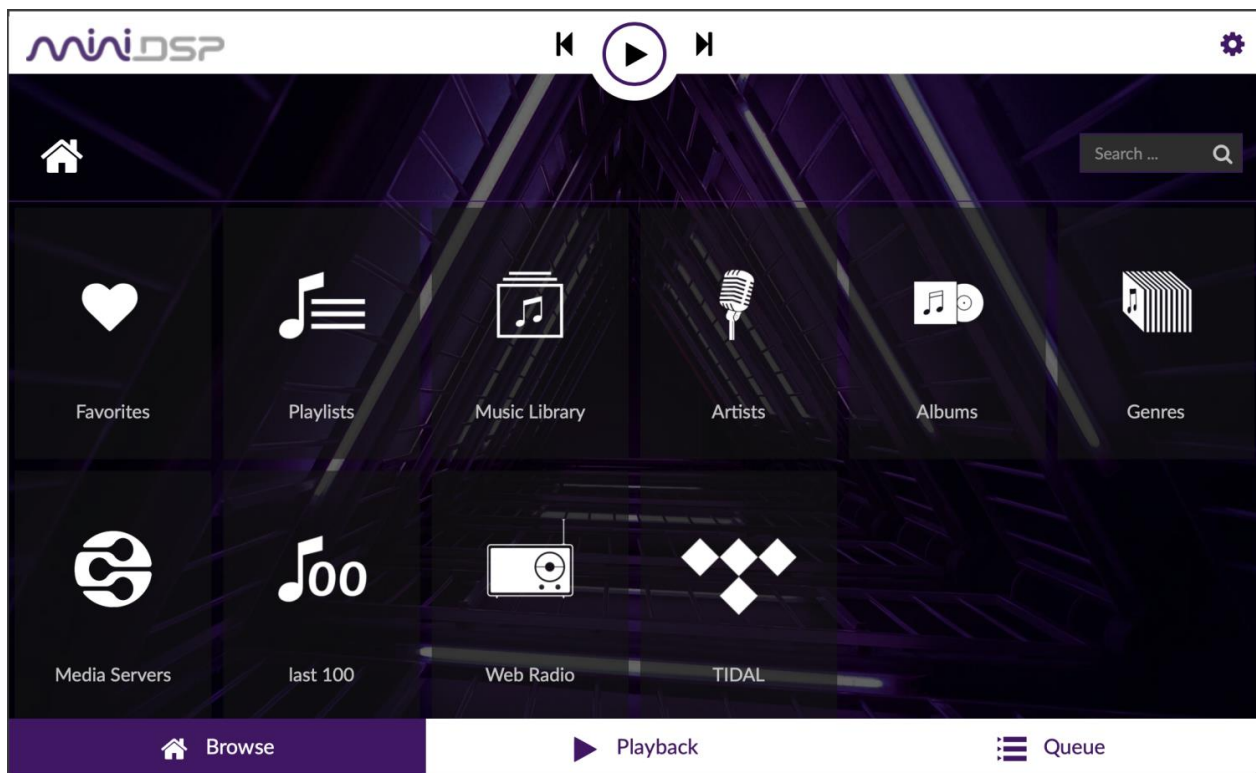 miniDSP
Search ...
Favorites
Playlists
Music Library
Artists
Albums
Genres
Media Servers
last 100
Web Radio
TIDAL
Browse
Playback
Queue